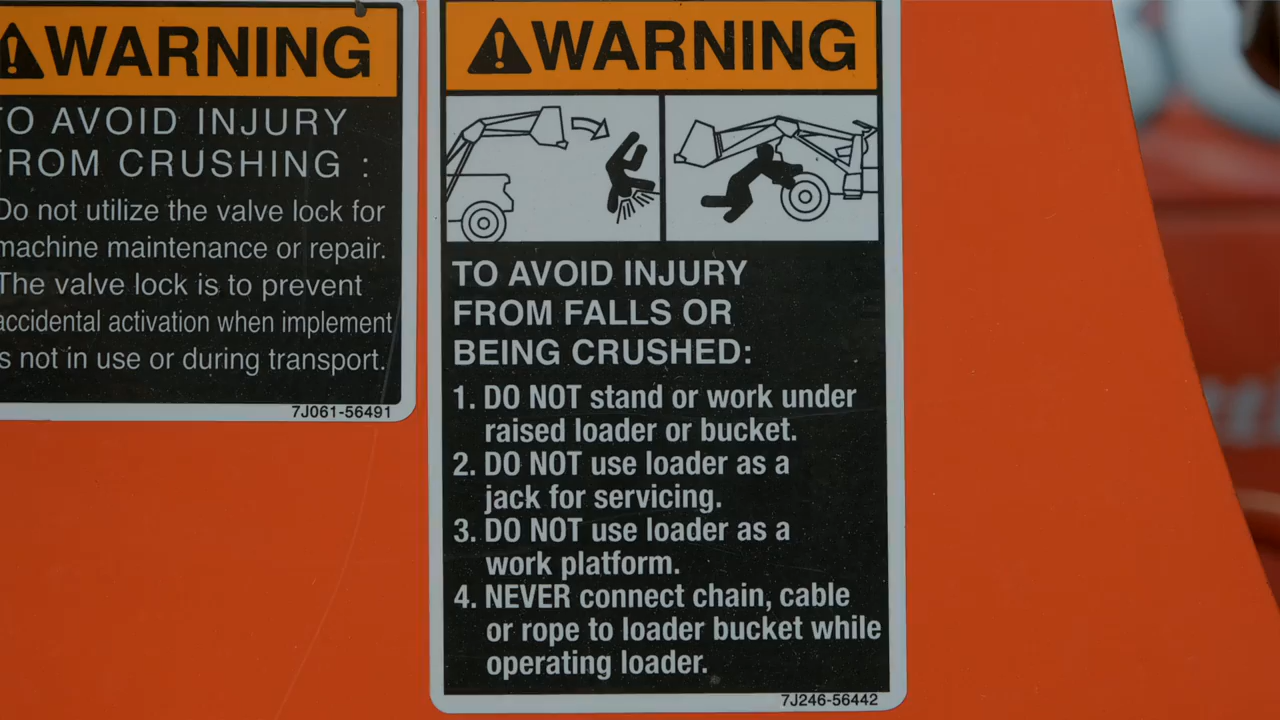 WARNING
TO AVOID INJURY
FROM CRUSHING :
Do not utilize the valve lock for
machine maintenance or repair.
The valve lock is to prevent
accidental activation when implement
is not in use or during transport.
7J061-56491
WARNING
TO AVOID INJURY
FROM FALLS OR
BEING CRUSHED:
1. DO NOT stand or work under
raised loader or bucket.
2. DO NOT use loader as a
jack for servicing.
3. DO NOT use loader as a
work platform.
4. NEVER connect chain, cable
or rope to loader bucket while
operating loader.
7J246-56442